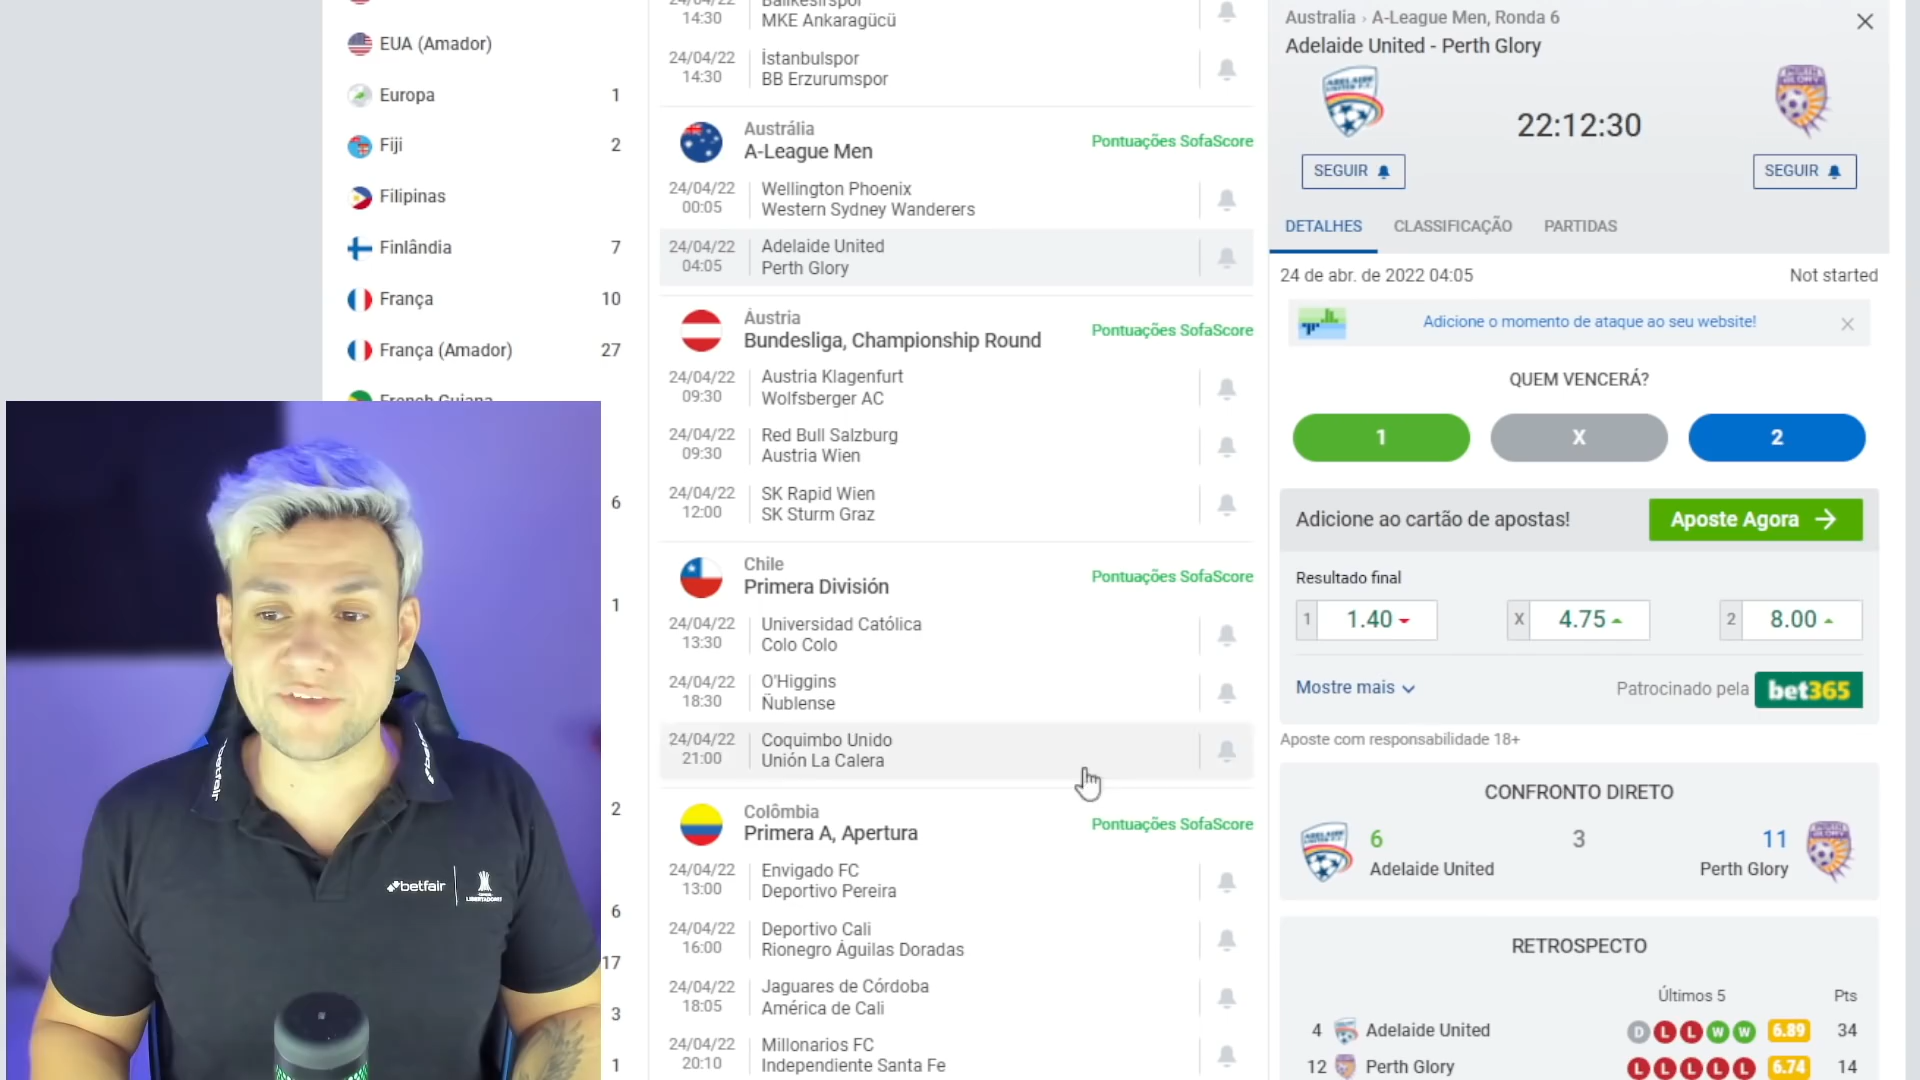 EUA (Amador)
Europa 1
Fiji 2
Filipinas
Finlândia 7
França 10
França (Amador) 27
French Guiana
6
1
2
6
17
3
1
14:30
Balıkesirspor
MKE Ankaragücü
24/04/22
14:30
İstanbulspor
BB Erzurumspor
Austrália
A-League Men
Pontuações SofaScore
24/04/22
00:05
Wellington Phoenix
Western Sydney Wanderers
24/04/22
04:05
Adelaide United
Perth Glory
Áustria
Bundesliga, Championship Round
Pontuações SofaScore
24/04/22
09:30
Austria Klagenfurt
Wolfsberger AC
24/04/22
09:30
Red Bull Salzburg
Austria Wien
24/04/22
12:00
SK Rapid Wien
SK Sturm Graz
Chile
Primera División
Pontuações SofaScore
24/04/22
13:30
Universidad Católica
Colo Colo
24/04/22
18:30
O'Higgins
Ñublense
24/04/22
21:00
Coquimbo Unido
Unión La Calera
Colômbia
Primera A, Apertura
Pontuações SofaScore
24/04/22
13:00
Envigado FC
Deportivo Pereira
24/04/22
16:00
Deportivo Cali
Rionegro Águilas Doradas
24/04/22
18:05
Jaguares de Córdoba
América de Cali
24/04/22
20:10
Millonarios FC
Independiente Santa Fe
Australia › A-League Men, Ronda 6
Adelaide United - Perth Glory
22:12:30
SEGUIR
SEGUIR
DETALHES CLASSIFICAÇÃO PARTIDAS
24 de abr. de 2022 04:05 Not started
Adicione o momento de ataque ao seu website!
QUEM VENCERÁ?
1 X 2
Adicione ao cartão de apostas! Aposte Agora →
Resultado final
1 1.40 X 4.75 2 8.00
Mostre mais Patrocinado pela bet365
Aposte com responsabilidade 18+
CONFRONTO DIRETO
6 3 11
Adelaide United Perth Glory
RETROSPECTO
Últimos 5 Pts
4 Adelaide United D L L W W 6.89 34
12 Perth Glory L L L L L 6.74 14
betfair
LIBERTADORES
betfair